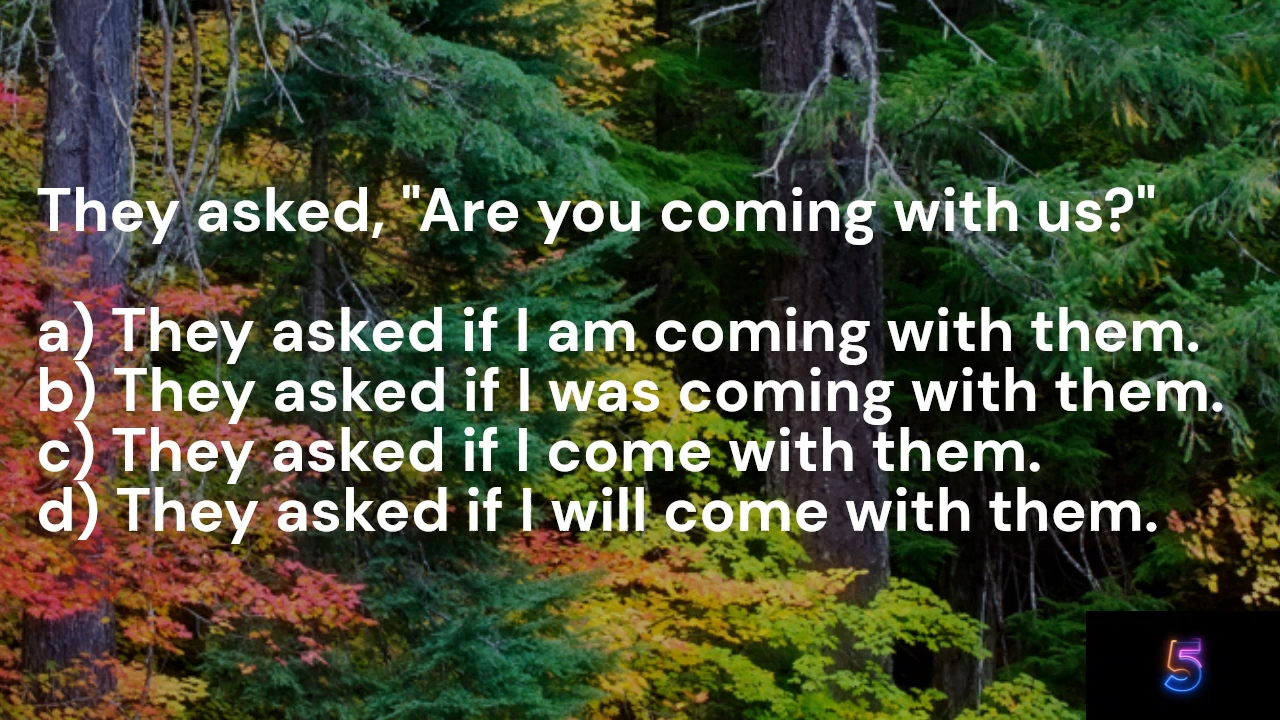 They asked, "Are you coming with us?"
a) They asked if I am coming with them.
b) They asked if I was coming with them.
c) They asked if I come with them.
d) They asked if I will come with them.
5